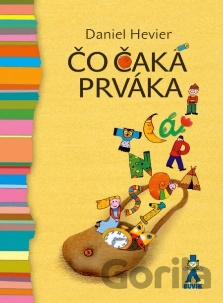 Daniel Hevier
ČO ČAKÁ
PRVÁKA
BUVIK
Gorila